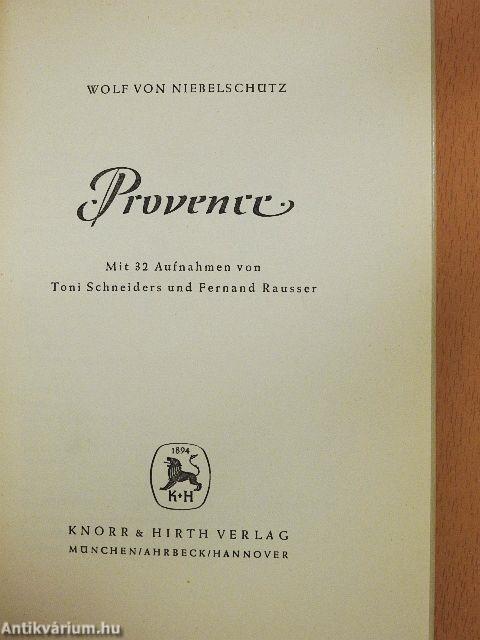 WOLF VON NIEBELSCHÜTZ
Provence
Mit 32 Aufnahmen von
Toni Schneiders und Fernand Rausser
1894
K+H
KNORR & HIRTH VERLAG
MÜNCHEN/AHRBECK/HANNOVER
Antikvárium.hu